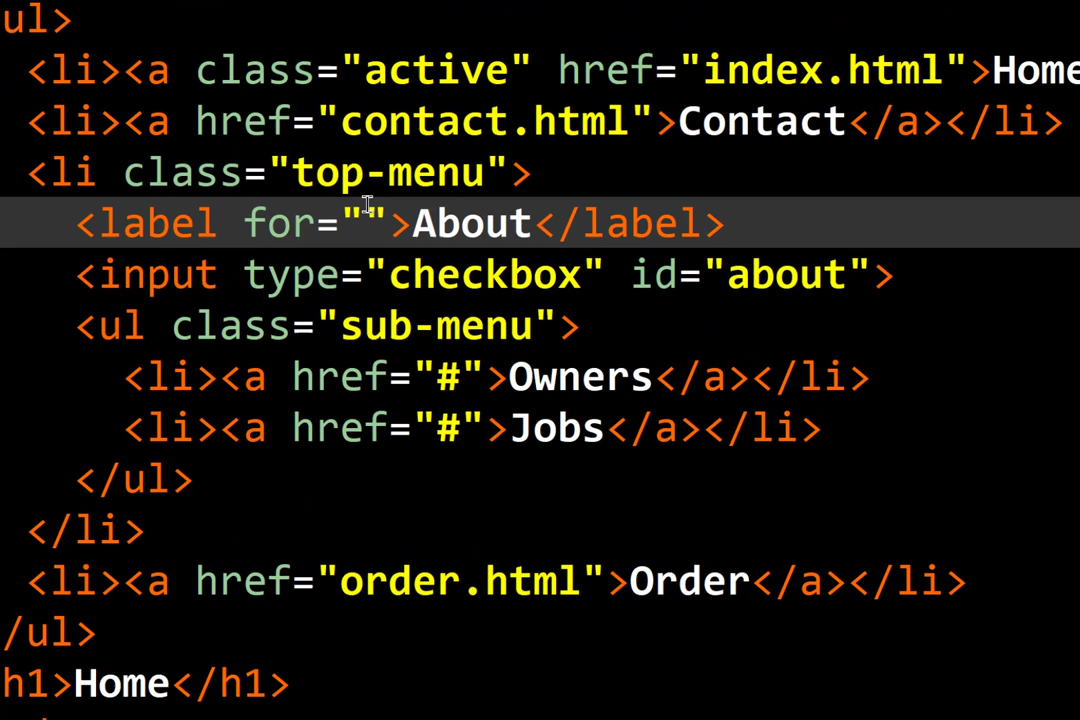 ul>
<li><a class="active" href="index.html">Home
<li><a href="contact.html">Contact</a></li>
<li class="top-menu">
<label for="">About</label>
<input type="checkbox" id="about">
<ul class="sub-menu">
<li><a href="#">Owners</a></li>
<li><a href="#">Jobs</a></li>
</ul>
</li>
<li><a href="order.html">Order</a></li>
/ul>
h1>Home</h1>